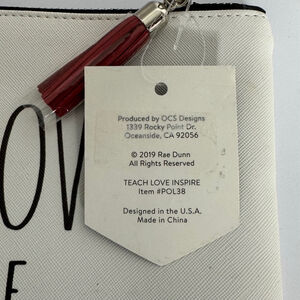 Produced by OCS Designs
1339 Rocky Point Dr.
Oceanside, CA 92056
© 2019 Rae Dunn
All Rights Reserved
TEACH LOVE INSPIRE
Item #POL38
Designed in the U.S.A.
Made in China
OV
E